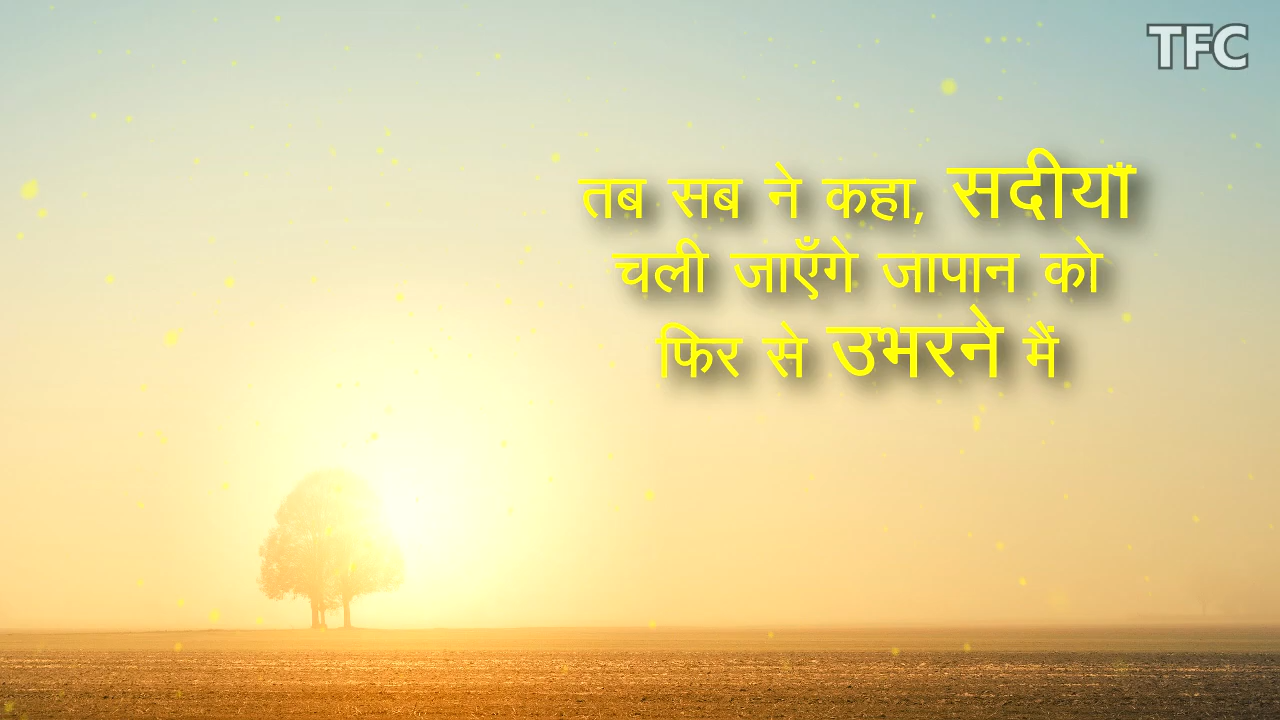 TFC
तब सब ने कहा, सदीयाँ
चली जाएँगे जापान को
फिर से उभरने मैं